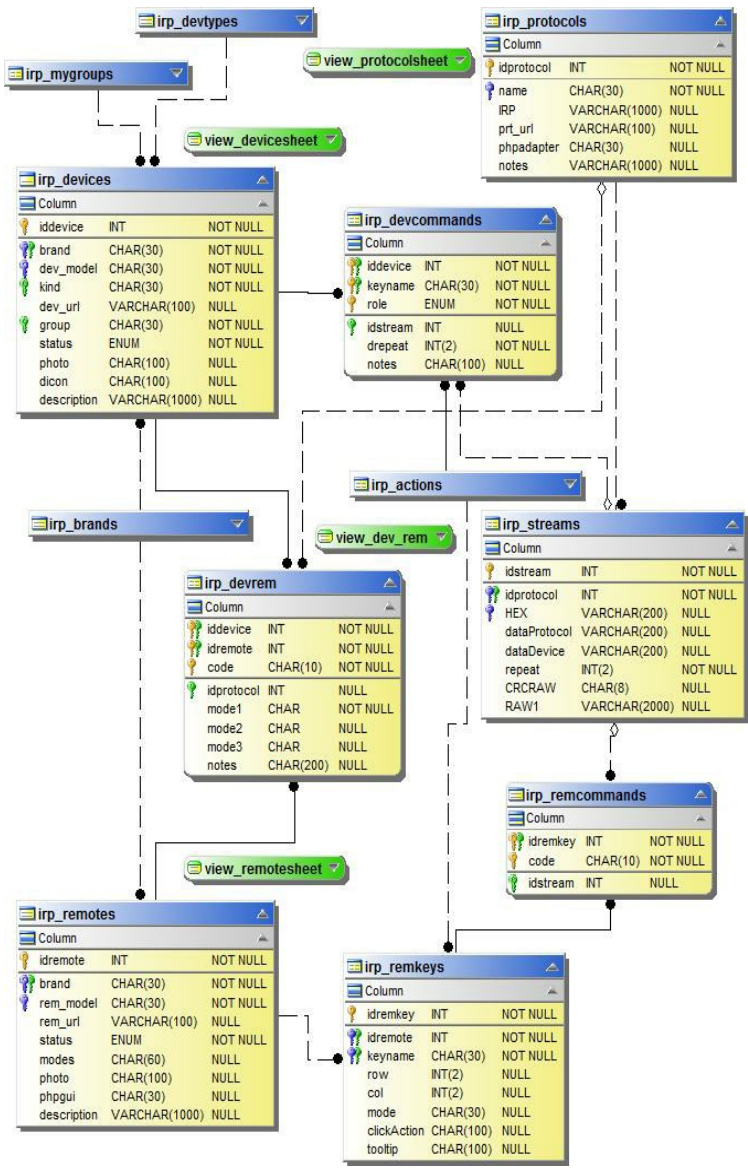 irp_devtypes
irp_mygroups
view_protocolsheet
view_devicesheet
irp_protocols
Column
idprotocol INT NOT NULL
name CHAR(30) NOT NULL
IRP VARCHAR(1000) NULL
prt_url VARCHAR(100) NULL
phpadapter CHAR(30) NULL
notes VARCHAR(1000) NULL
irp_devices
Column
iddevice INT NOT NULL
brand CHAR(30) NOT NULL
dev_model CHAR(30) NOT NULL
kind CHAR(30) NOT NULL
dev_url VARCHAR(100) NULL
group CHAR(30) NOT NULL
status ENUM NOT NULL
photo CHAR(100) NULL
dicon CHAR(100) NULL
description VARCHAR(1000) NULL
irp_devcommands
Column
iddevice INT NOT NULL
keyname CHAR(30) NOT NULL
role ENUM NOT NULL
idstream INT NULL
drepeat INT(2) NOT NULL
notes CHAR(100) NULL
irp_actions
irp_brands
view_dev_rem
irp_streams
Column
idstream INT NOT NULL
idprotocol INT NOT NULL
HEX VARCHAR(200) NULL
dataProtocol VARCHAR(200) NULL
dataDevice VARCHAR(200) NULL
repeat INT(2) NOT NULL
CRCRAW CHAR(8) NULL
RAW1 VARCHAR(2000) NULL
irp_devrem
Column
iddevice INT NOT NULL
idremote INT NOT NULL
code CHAR(10) NOT NULL
idprotocol INT NULL
mode1 CHAR NOT NULL
mode2 CHAR NULL
mode3 CHAR NULL
notes CHAR(200) NULL
irp_remcommands
Column
idremkey INT NOT NULL
code CHAR(10) NOT NULL
idstream INT NULL
view_remotesheet
irp_remotes
Column
idremote INT NOT NULL
brand CHAR(30) NOT NULL
rem_model CHAR(30) NOT NULL
rem_url VARCHAR(100) NULL
status ENUM NOT NULL
modes CHAR(60) NULL
photo CHAR(100) NULL
phpgui CHAR(30) NULL
description VARCHAR(1000) NULL
irp_remkeys
Column
idremkey INT NOT NULL
idremote INT NOT NULL
keyname CHAR(30) NOT NULL
row INT(2) NULL
col INT(2) NULL
mode CHAR(30) NULL
clickAction CHAR(100) NULL
tooltip CHAR(100) NULL